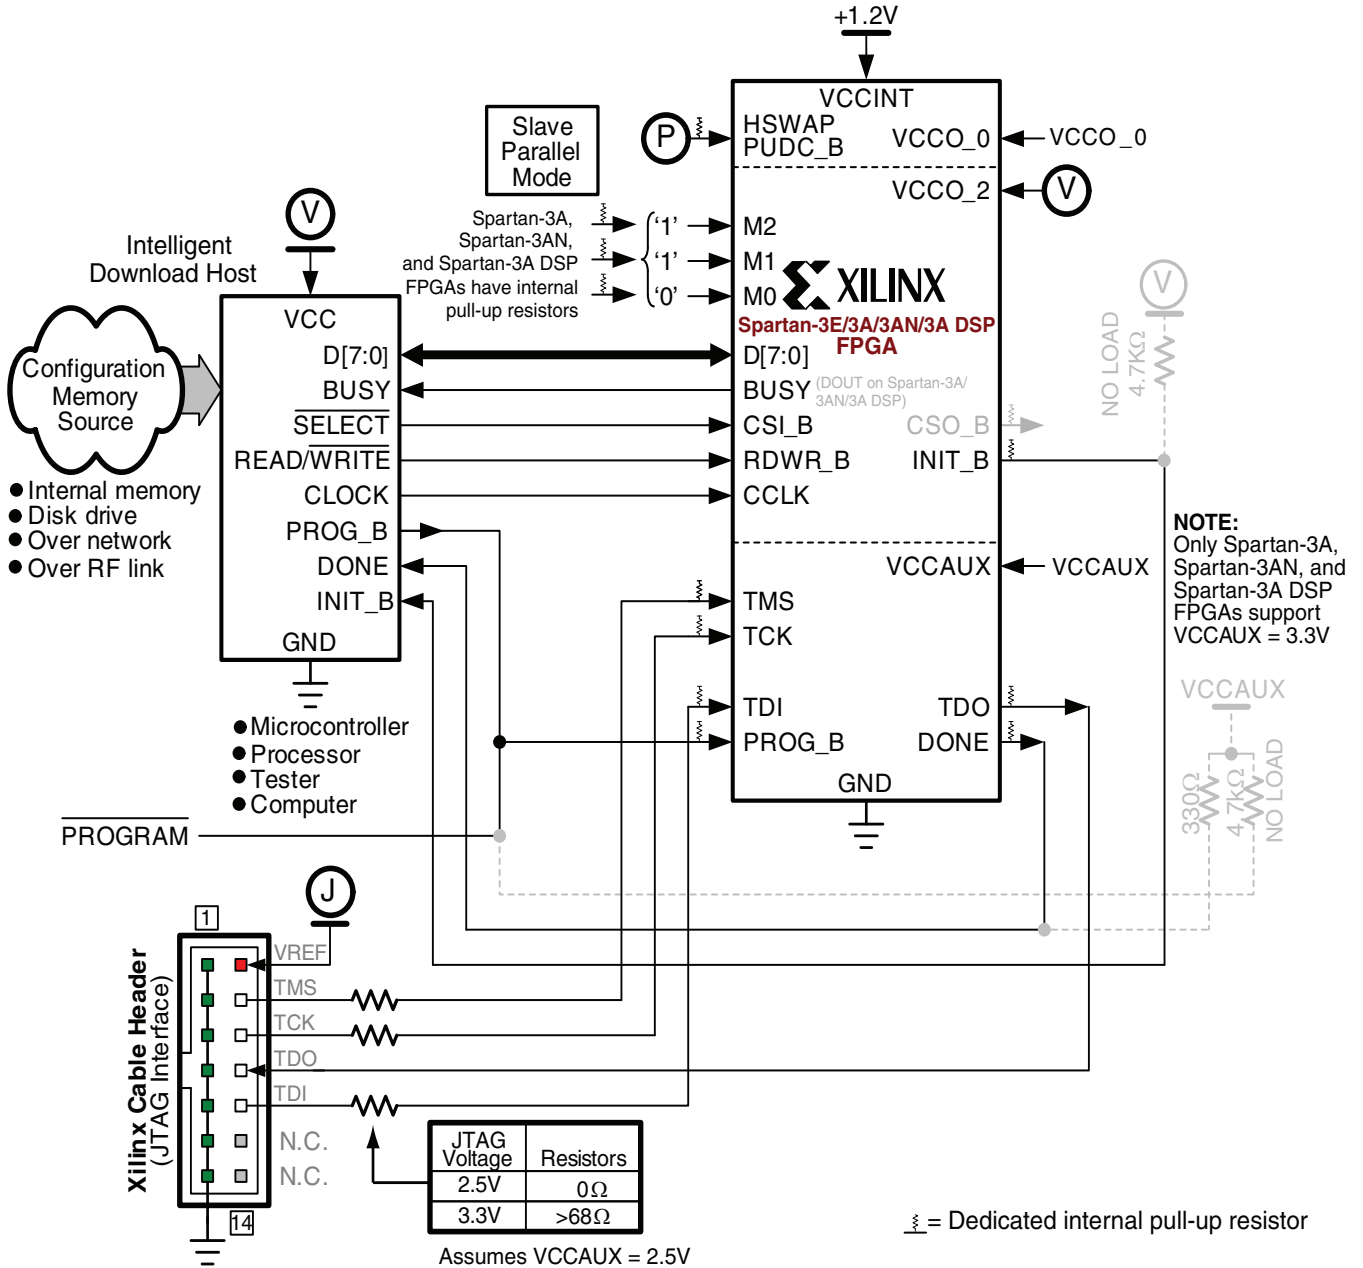 +1.2V
VCCINT
HSWAP
PUDC_B
P
VCCO_0
VCCO_0
VCCO_2
V
Slave
Parallel
Mode
Spartan-3A,
Spartan-3AN,
and Spartan-3A DSP
FPGAs have internal
pull-up resistors
‘1’
‘1’
‘0’
M2
M1
M0
XILINX
Spartan-3E/3A/3AN/3A DSP
FPGA
V
Intelligent
Download Host
VCC
Configuration
Memory
Source
Internal memory
Disk drive
Over network
Over RF link
D[7:0]
BUSY
SELECT
READ/WRITE
CLOCK
PROG_B
DONE
INIT_B
GND
Microcontroller
Processor
Tester
Computer
D[7:0]
BUSY
(DOUT on Spartan-3A/
3AN/3A DSP)
CSI_B
RDWR_B
CCLK
CSO_B
INIT_B
V
NO LOAD
4.7KΩ
VCCAUX
VCCAUX
NOTE:
Only Spartan-3A,
Spartan-3AN, and
Spartan-3A DSP
FPGAs support
VCCAUX = 3.3V
TMS
TCK
TDI
PROG_B
TDO
DONE
GND
VCCAUX
330Ω
4.7KΩ
NO LOAD
PROGRAM
J
1
Xilinx Cable Header
(JTAG Interface)
VREF
TMS
TCK
TDO
TDI
N.C.
N.C.
14
JTAG
Voltage
Resistors
2.5V
0Ω
3.3V
>68Ω
Assumes VCCAUX = 2.5V
= Dedicated internal pull-up resistor